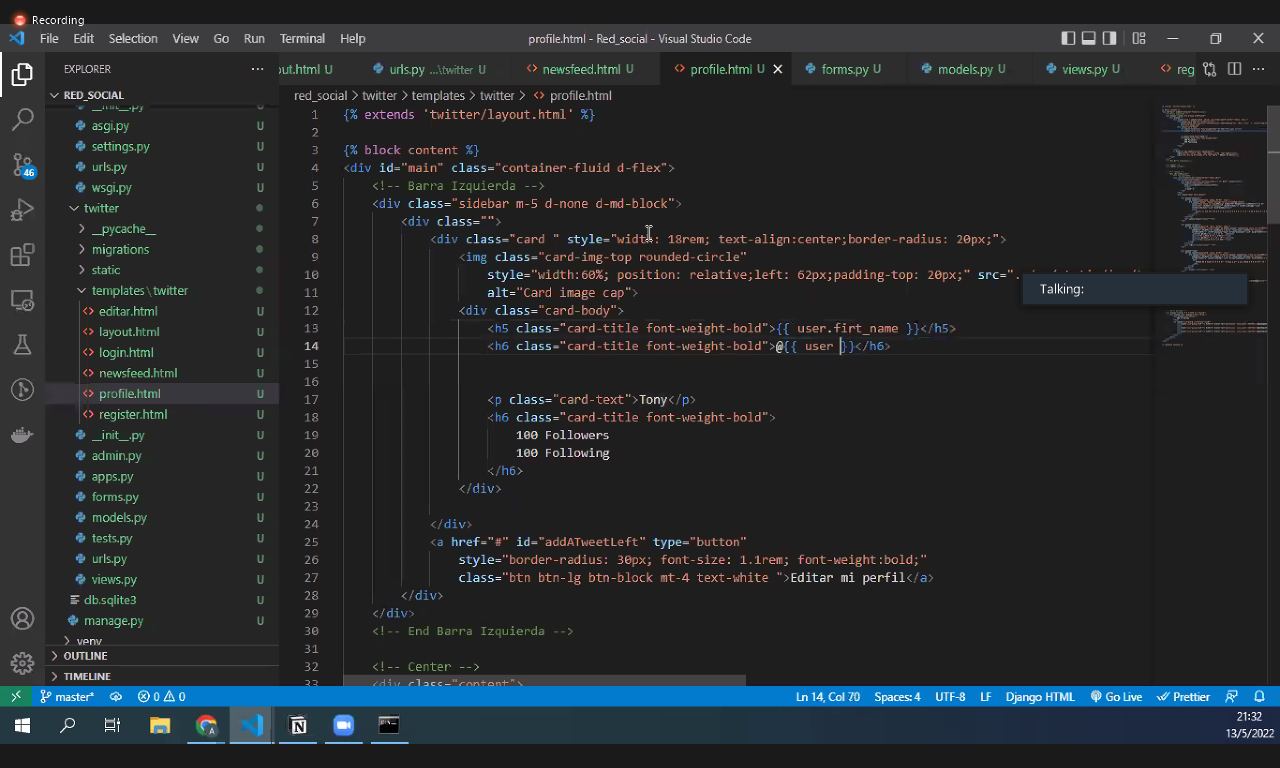 Recording
File Edit Selection View Go Run Terminal Help
profile.html - Red_social - Visual Studio Code
EXPLORER
out.html U
urls.py ...\twitter U
newsfeed.html U
profile.html U
forms.py U
models.py U
views.py U
reg
RED_SOCIAL
red_social > twitter > templates > twitter > profile.html
__init__.py U
asgi.py U
settings.py U
urls.py U
wsgi.py U
twitter
__pycache__
migrations
static
templates\twitter
editar.html U
layout.html U
login.html U
newsfeed.html U
profile.html U
register.html U
__init__.py U
admin.py U
apps.py U
forms.py U
models.py U
tests.py U
urls.py U
views.py U
db.sqlite3 U
manage.py U
venv
OUTLINE
TIMELINE
46
1 {% extends 'twitter/layout.html' %}
2
3 {% block content %}
4 <div id="main" class="container-fluid d-flex">
5 <!-- Barra Izquierda -->
6 <div class="sidebar m-5 d-none d-md-block">
7 <div class="">
8 <div class="card " style="width: 18rem; text-align:center;border-radius: 20px;">
9 <img Class="card-img-top rounded-circle"
10 style="width:60%; position: relative;left: 62px;padding-top: 20px;" src="
11 alt="Card image cap">
12 <div class="card-body">
13 <h5 class="card-title font-weight-bold">{{ user.firt_name }}</h5>
14 <h6 class="card-title font-weight-bold">@{{ user }}</h6>
15
16
17 <p class="card-text">Tony</p>
18 <h6 class="card-title font-weight-bold">
19 100 Followers
20 100 Following
21 </h6>
22 </div>
23
24 </div>
25 <a href="#" id="addATweetLeft" type="button"
26 style="border-radius: 30px; font-size: 1.1rem; font-weight:bold;"
27 class="btn btn-lg btn-block mt-4 text-white ">Editar mi perfil</a>
28 </div>
29 </div>
30 <!-- End Barra Izquierda -->
31
32 <!-- Center -->
33 <div class="content">
Talking:
master* 0 0 Ln 14, Col 70 Spaces: 4 UTF-8 LF Django HTML Go Live Prettier
21:32
13/5/2022